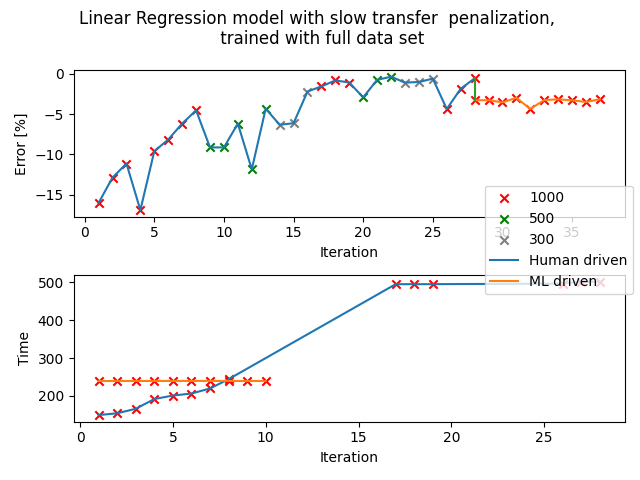 Linear Regression model with slow transfer  penalization,
trained with full data set
0
−5
−10
−15
Error [%]
0 5 10 15 20 25 30 35
Iteration
1000
500
300
Human driven
ML driven
500
400
300
200
Time
0 5 10 15 20 25
Iteration